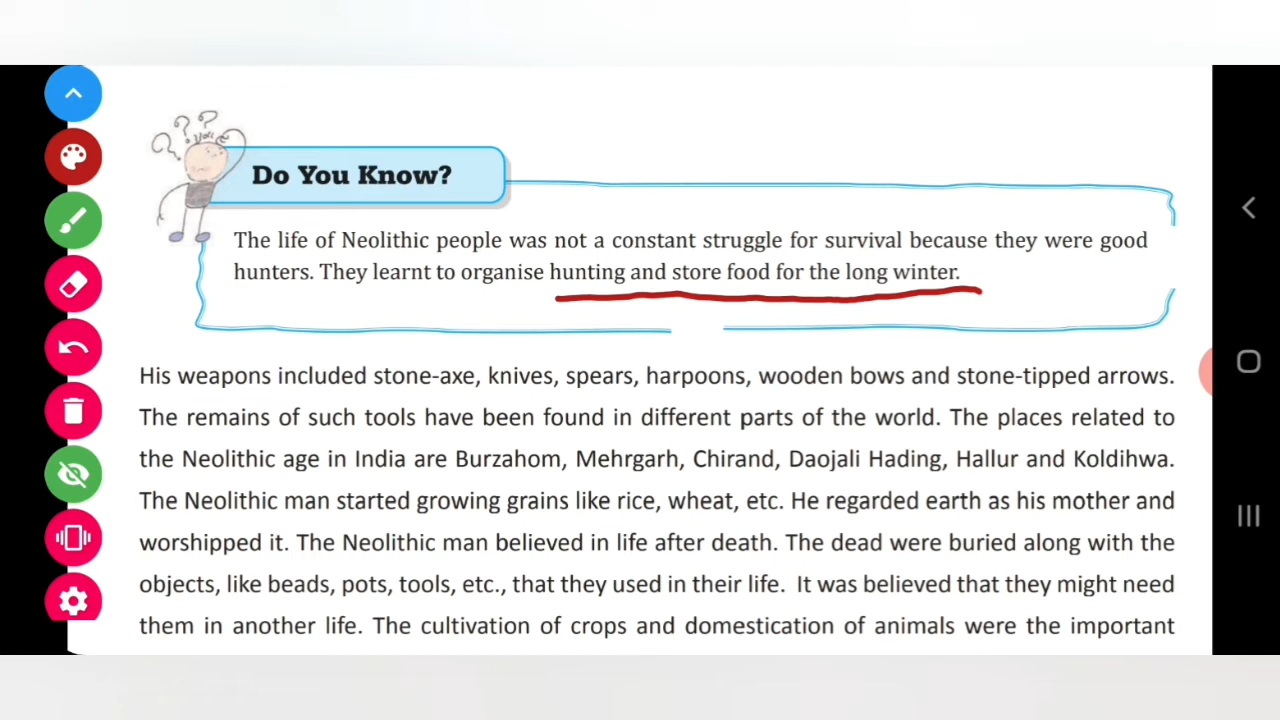 Do You Know?
The life of Neolithic people was not a constant struggle for survival because they were good
hunters. They learnt to organise hunting and store food for the long winter.
His weapons included stone-axe, knives, spears, harpoons, wooden bows and stone-tipped arrows.
The remains of such tools have been found in different parts of the world. The places related to
the Neolithic age in India are Burzahom, Mehrgarh, Chirand, Daojali Hading, Hallur and Koldihwa.
The Neolithic man started growing grains like rice, wheat, etc. He regarded earth as his mother and
worshipped it. The Neolithic man believed in life after death. The dead were buried along with the
objects, like beads, pots, tools, etc., that they used in their life. It was believed that they might need
them in another life. The cultivation of crops and domestication of animals were the important